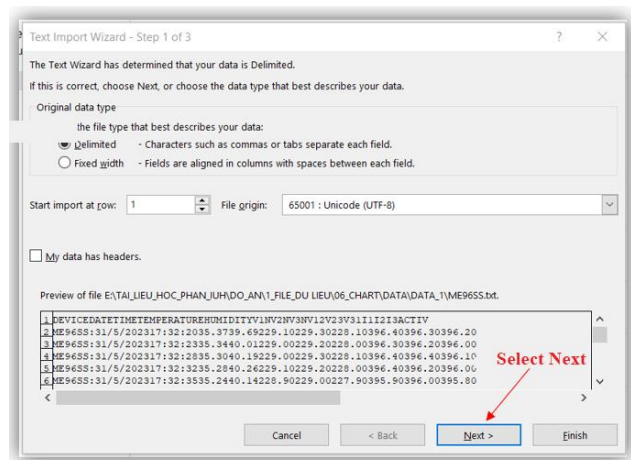 Text Import Wizard - Step 1 of 3
?
The Text Wizard has determined that your data is Delimited.
If this is correct, choose Next, or choose the data type that best describes your data.
Original data type
the file type that best describes your data:
Delimited - Characters such as commas or tabs separate each field.
Fixed width - Fields are aligned in columns with spaces between each field.
Start import at row: 1 File origin: 65001 : Unicode (UTF-8)
My data has headers.
Preview of file E:\TAI_LIEU_HOC_PHAN_IUH\DO_AN\1_FILE_DU LIEU\06_CHART\DATA\DATA_1\ME96SS.txt.
1 DEVICEDATETIMETEMPERATUREHUMIDITYV1NV2NV3NV12V23V31I1I2I3ACTIV
2 ME96SS:31/5/202317:32:2035.3739.69229.10229.30228.10396.40396.30396.20
3 ME96SS:31/5/202317:32:2335.3440.01229.00229.20228.00396.30396.20396.00
4 ME96SS:31/5/202317:32:2835.3040.19229.00229.30228.10396.40396.30396.10
5 ME96SS:31/5/202317:32:3235.2840.26229.10229.20228.00396.40396.20396.00
6 ME96SS:31/5/202317:32:3535.2440.14228.90229.00227.90395.90396.00395.80
Select Next
Cancel < Back Next > Finish